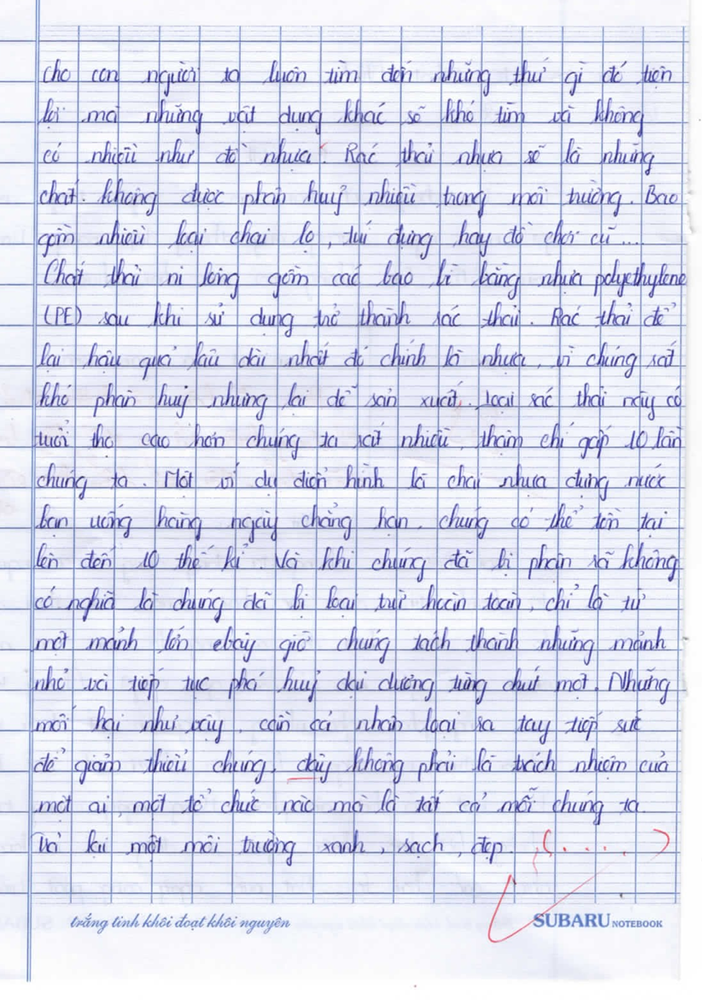 cho con người ta luôn tìm đến những thứ gì đó tiện
lợi mà những vật dụng khác sẽ khó tìm và không
có nhiều như đồ nhựa. Rác thải nhựa sẽ là những
chất không được phân huỷ nhiều trong môi trường. Bao
gồm nhiều loại chai lọ, túi đựng hay đồ chơi cũ....
Chất thải ni lông gồm các bao bì bằng nhựa polyethylene
(PE) sau khi sử dụng trở thành rác thải. Rác thải để
lại hậu quả lâu dài nhất đó chính là nhựa, vì chúng rất
khó phân huỷ nhưng lại dễ sản xuất. Loại rác thải này có
tuổi thọ cao hơn chúng ta rất nhiều, thậm chí gấp 10 lần
chúng ta. Một ví dụ điển hình là chai nhựa đựng nước
bạn uống hằng ngày chẳng hạn, chúng có thể tồn tại
lên đến 10 thế kỉ. Và khi chúng đã bị phân rã không
có nghĩa là chúng đã bị loại trừ hoàn toàn, chỉ là từ
một mảnh lớn ebây giờ chúng tách thành những mảnh
nhỏ và tiếp tục phá huỷ đại dương từng chút một. Những
mối hại như vậy, cần cả nhân loại ra tay tiếp sức
để giảm thiểu chúng, đây không phải là trách nhiệm của
một ai, một tổ chức nào mà là tất cả mỗi chúng ta.
Vả lại một môi trường xanh, sạch, đẹp. (....)
trắng tinh khôi đoạt khôi nguyên SUBARU NOTEBOOK